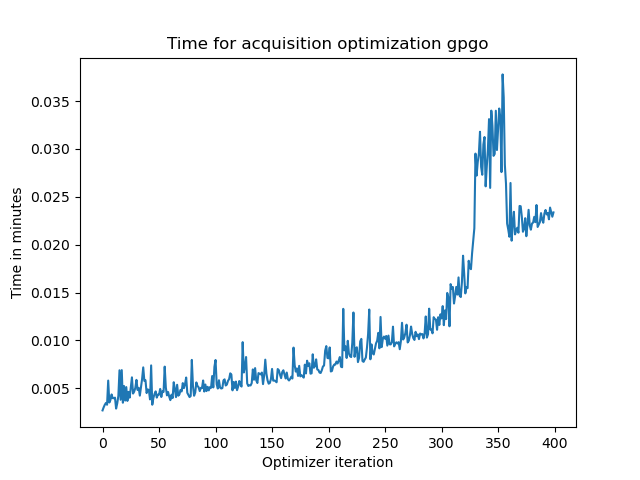 Time for acquisition optimization gpgo
Time in minutes
0.035
0.030
0.025
0.020
0.015
0.010
0.005
0 50 100 150 200 250 300 350 400
Optimizer iteration